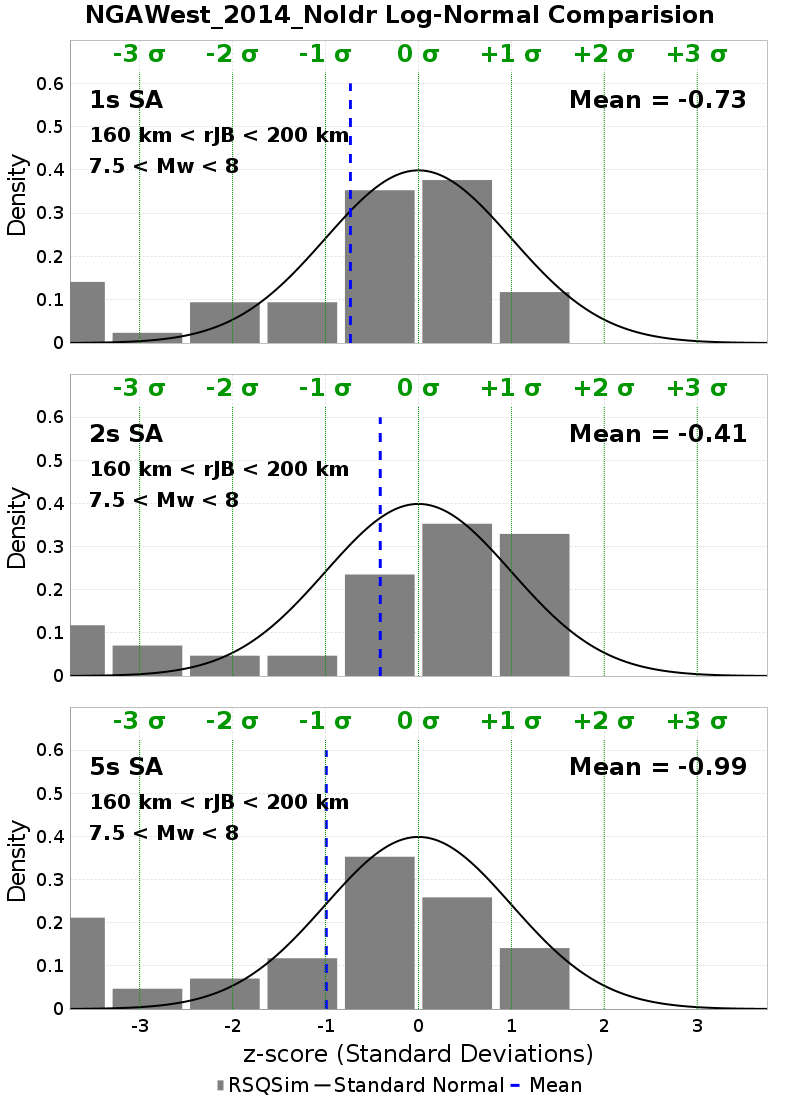 NGAWest_2014_NoIdr Log-Normal Comparision
-3 σ -2 σ -1 σ 0 σ +1 σ +2 σ +3 σ
1s SA
Mean = -0.73
160 km < rJB < 200 km
7.5 < Mw < 8
Density
0.6
0.5
0.4
0.3
0.2
0.1
0
-3 σ -2 σ -1 σ 0 σ +1 σ +2 σ +3 σ
2s SA
Mean = -0.41
160 km < rJB < 200 km
7.5 < Mw < 8
Density
0.6
0.5
0.4
0.3
0.2
0.1
0
-3 σ -2 σ -1 σ 0 σ +1 σ +2 σ +3 σ
5s SA
Mean = -0.99
160 km < rJB < 200 km
7.5 < Mw < 8
Density
0.6
0.5
0.4
0.3
0.2
0.1
0
-3 -2 -1 0 1 2 3
z-score (Standard Deviations)
RSQSim Standard Normal Mean